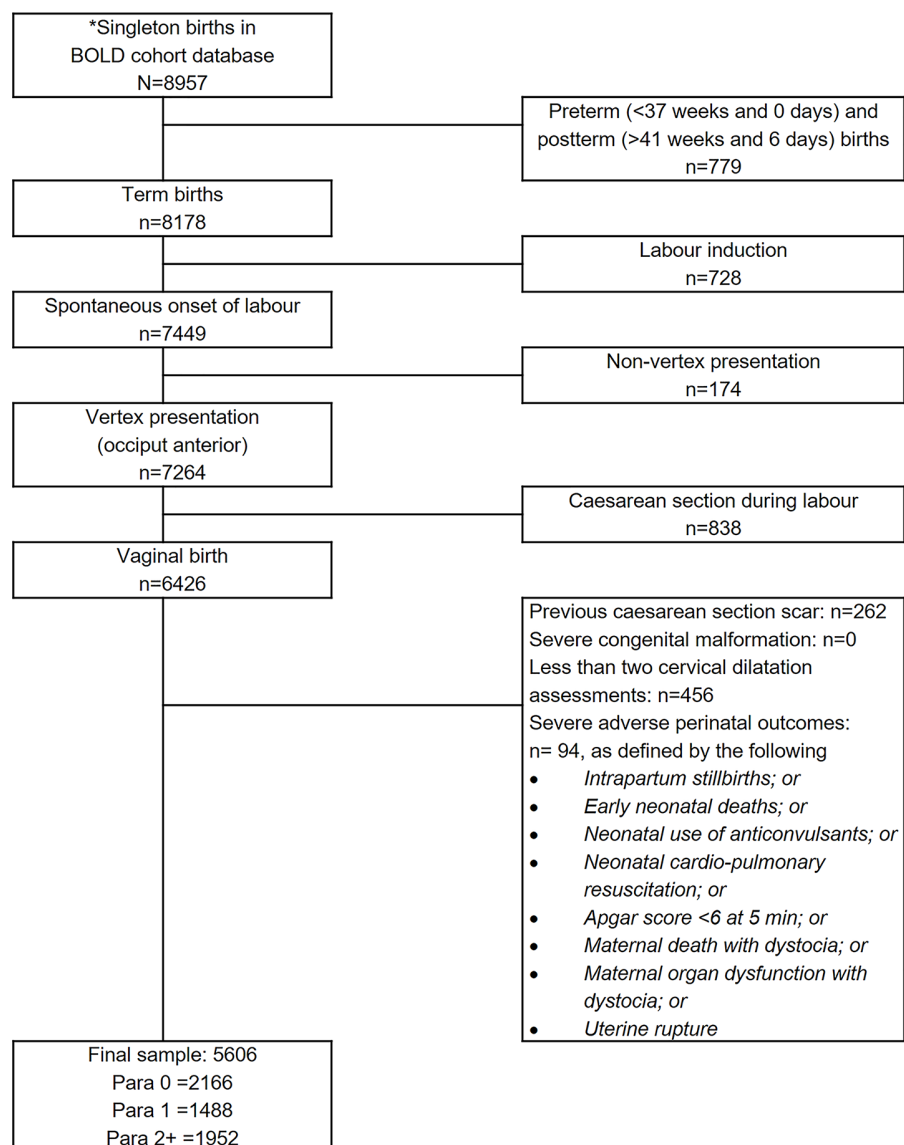 *Singleton births in
BOLD cohort database
N=8957
Preterm (<37 weeks and 0 days) and
postterm (>41 weeks and 6 days) births
n=779
Term births
n=8178
Labour induction
n=728
Spontaneous onset of labour
n=7449
Non-vertex presentation
n=174
Vertex presentation
(occiput anterior)
n=7264
Caesarean section during labour
n=838
Vaginal birth
n=6426
Previous caesarean section scar: n=262
Severe congenital malformation: n=0
Less than two cervical dilatation
assessments: n=456
Severe adverse perinatal outcomes:
n= 94, as defined by the following
• Intrapartum stillbirths; or
• Early neonatal deaths; or
• Neonatal use of anticonvulsants; or
• Neonatal cardio-pulmonary
resuscitation; or
• Apgar score <6 at 5 min; or
• Maternal death with dystocia; or
• Maternal organ dysfunction with
dystocia; or
• Uterine rupture
Final sample: 5606
Para 0 =2166
Para 1 =1488
Para 2+ =1952